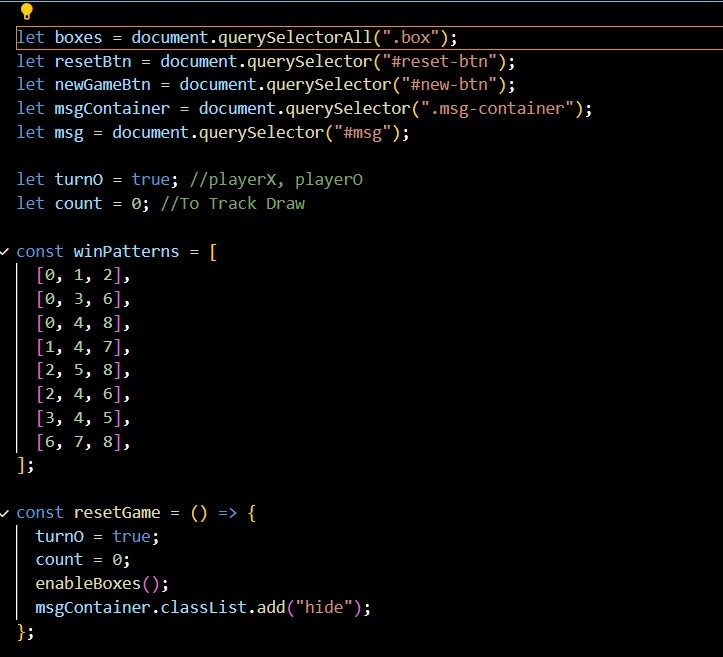 let boxes = document.querySelectorAll(".box");
let resetBtn = document.querySelector("#reset-btn");
let newGameBtn = document.querySelector("#new-btn");
let msgContainer = document.querySelector(".msg-container");
let msg = document.querySelector("#msg");

let turnO = true; //playerX, playerO
let count = 0; //To Track Draw

const winPatterns = [
  [0, 1, 2],
  [0, 3, 6],
  [0, 4, 8],
  [1, 4, 7],
  [2, 5, 8],
  [2, 4, 6],
  [3, 4, 5],
  [6, 7, 8],
];

const resetGame = () => {
  turnO = true;
  count = 0;
  enableBoxes();
  msgContainer.classList.add("hide");
};